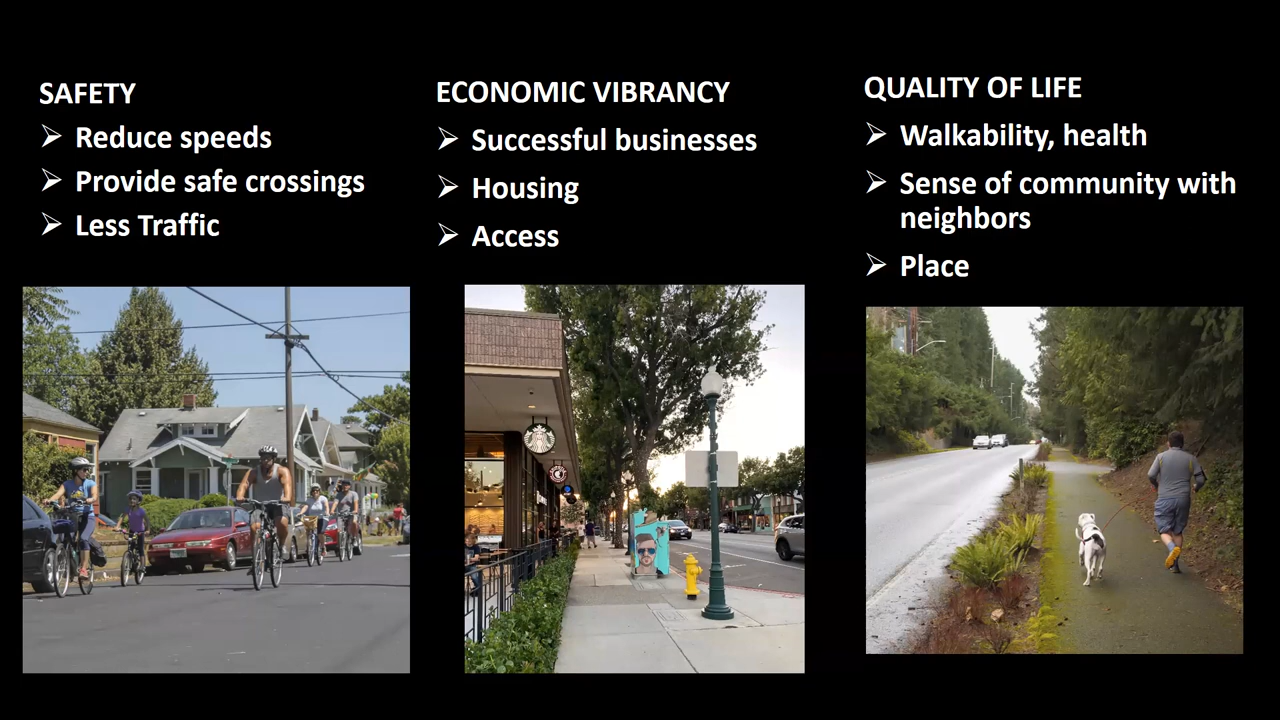 SAFETY
➢ Reduce speeds
➢ Provide safe crossings
➢ Less Traffic
ECONOMIC VIBRANCY
➢ Successful businesses
➢ Housing
➢ Access
QUALITY OF LIFE
➢ Walkability, health
➢ Sense of community with
neighbors
➢ Place